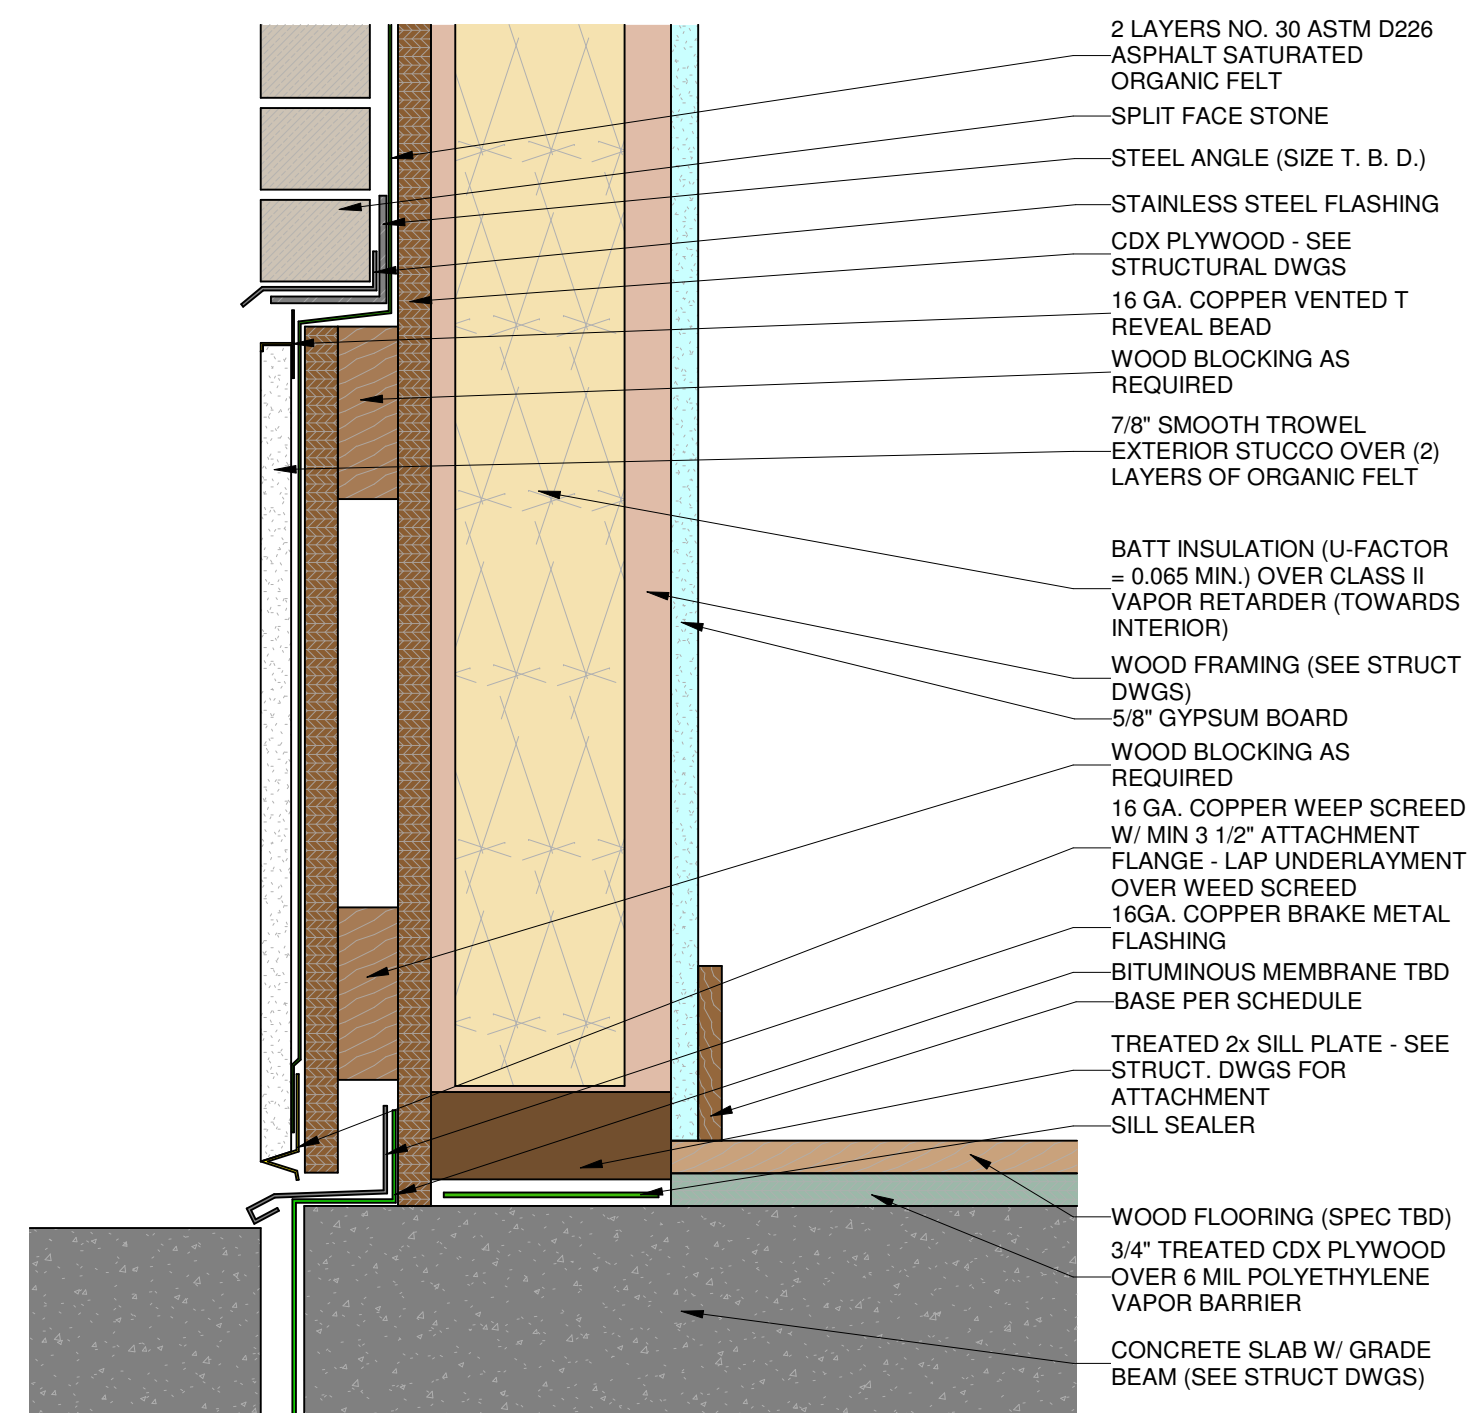 2 LAYERS NO. 30 ASTM D226
ASPHALT SATURATED
ORGANIC FELT
SPLIT FACE STONE
STEEL ANGLE (SIZE T. B. D.)
STAINLESS STEEL FLASHING
CDX PLYWOOD - SEE
STRUCTURAL DWGS
16 GA. COPPER VENTED T
REVEAL BEAD
WOOD BLOCKING AS
REQUIRED
7/8" SMOOTH TROWEL
EXTERIOR STUCCO OVER (2)
LAYERS OF ORGANIC FELT
BATT INSULATION (U-FACTOR
= 0.065 MIN.) OVER CLASS II
VAPOR RETARDER (TOWARDS
INTERIOR)
WOOD FRAMING (SEE STRUCT
DWGS)
5/8" GYPSUM BOARD
WOOD BLOCKING AS
REQUIRED
16 GA. COPPER WEEP SCREED
W/ MIN 3 1/2" ATTACHMENT
FLANGE - LAP UNDERLAYMENT
OVER WEED SCREED
16GA. COPPER BRAKE METAL
FLASHING
BITUMINOUS MEMBRANE TBD
BASE PER SCHEDULE
TREATED 2x SILL PLATE - SEE
STRUCT. DWGS FOR
ATTACHMENT
SILL SEALER
WOOD FLOORING (SPEC TBD)
3/4" TREATED CDX PLYWOOD
OVER 6 MIL POLYETHYLENE
VAPOR BARRIER
CONCRETE SLAB W/ GRADE
BEAM (SEE STRUCT DWGS)